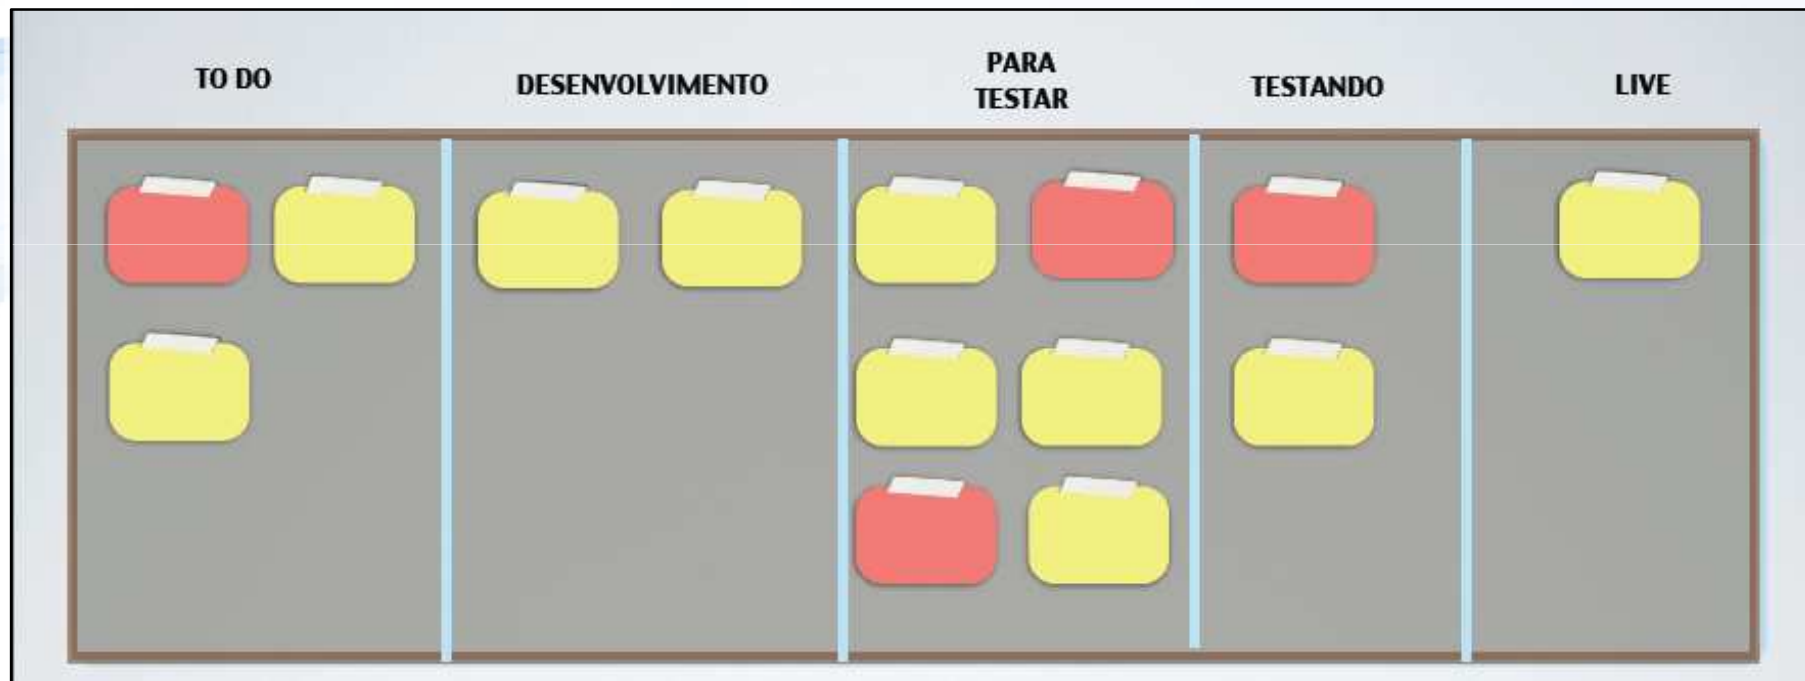 TO DO
DESENVOLVIMENTO
PARA
TESTAR
TESTANDO
LIVE